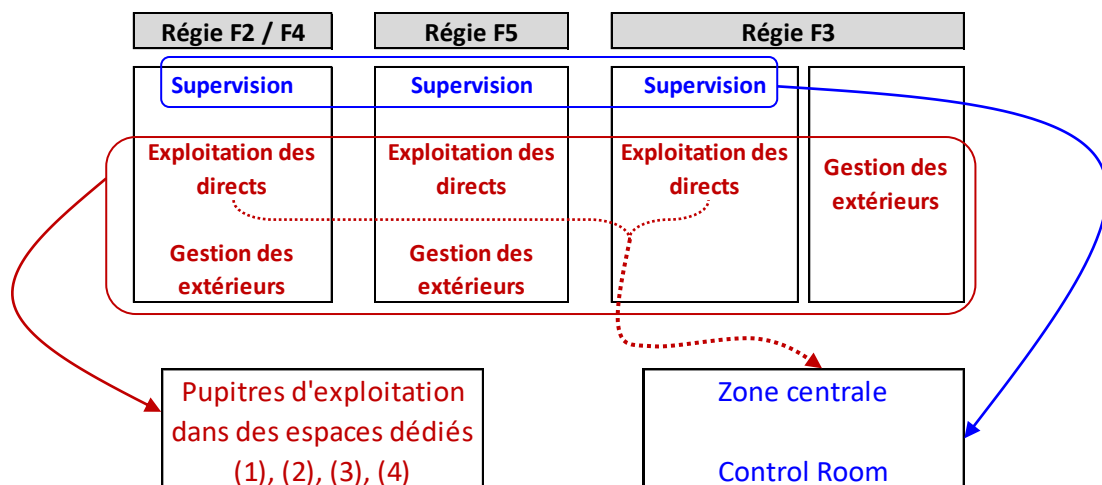 Régie F2 / F4
Régie F5
Régie F3
Supervision
Supervision
Supervision
Exploitation des
directs
Exploitation des
directs
Exploitation des
directs
Gestion des
extérieurs
Gestion des
extérieurs
Gestion des
extérieurs
Pupitres d'exploitation
dans des espaces dédiés
(1), (2), (3), (4)
Zone centrale
Control Room